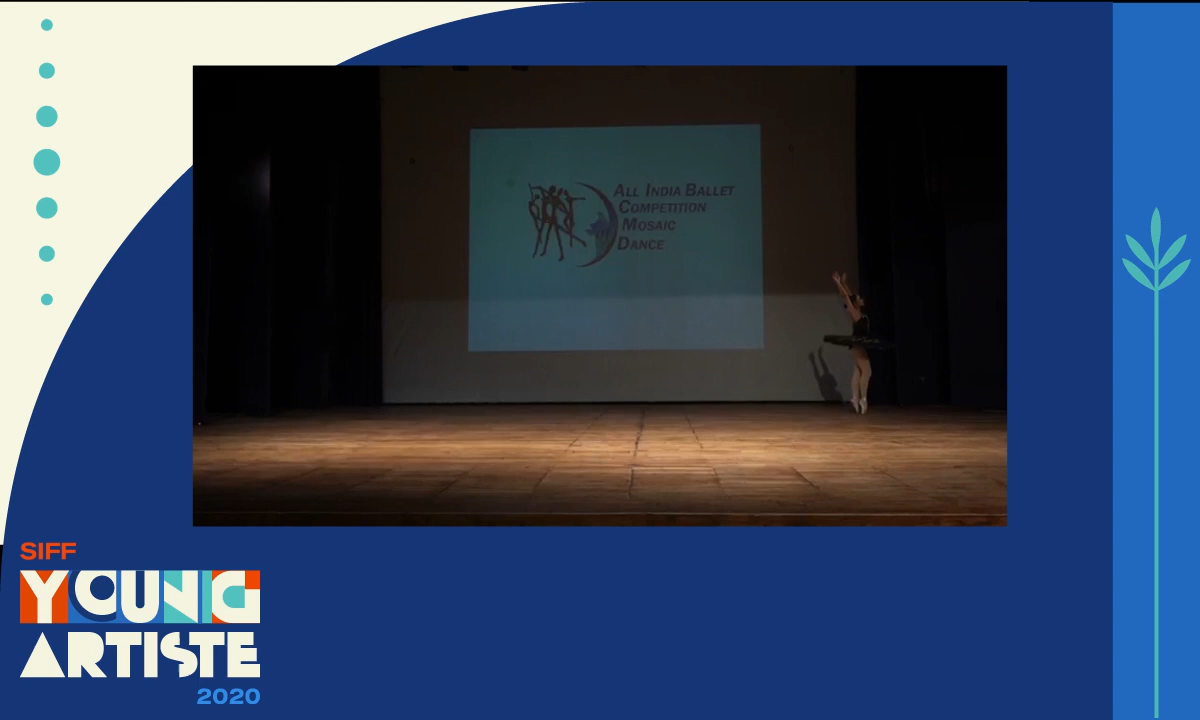 ALL INDIA BALLET
COMPETITION
MOSAIC
DANCE
SIFF
YOUNG
ARTISTE
2020